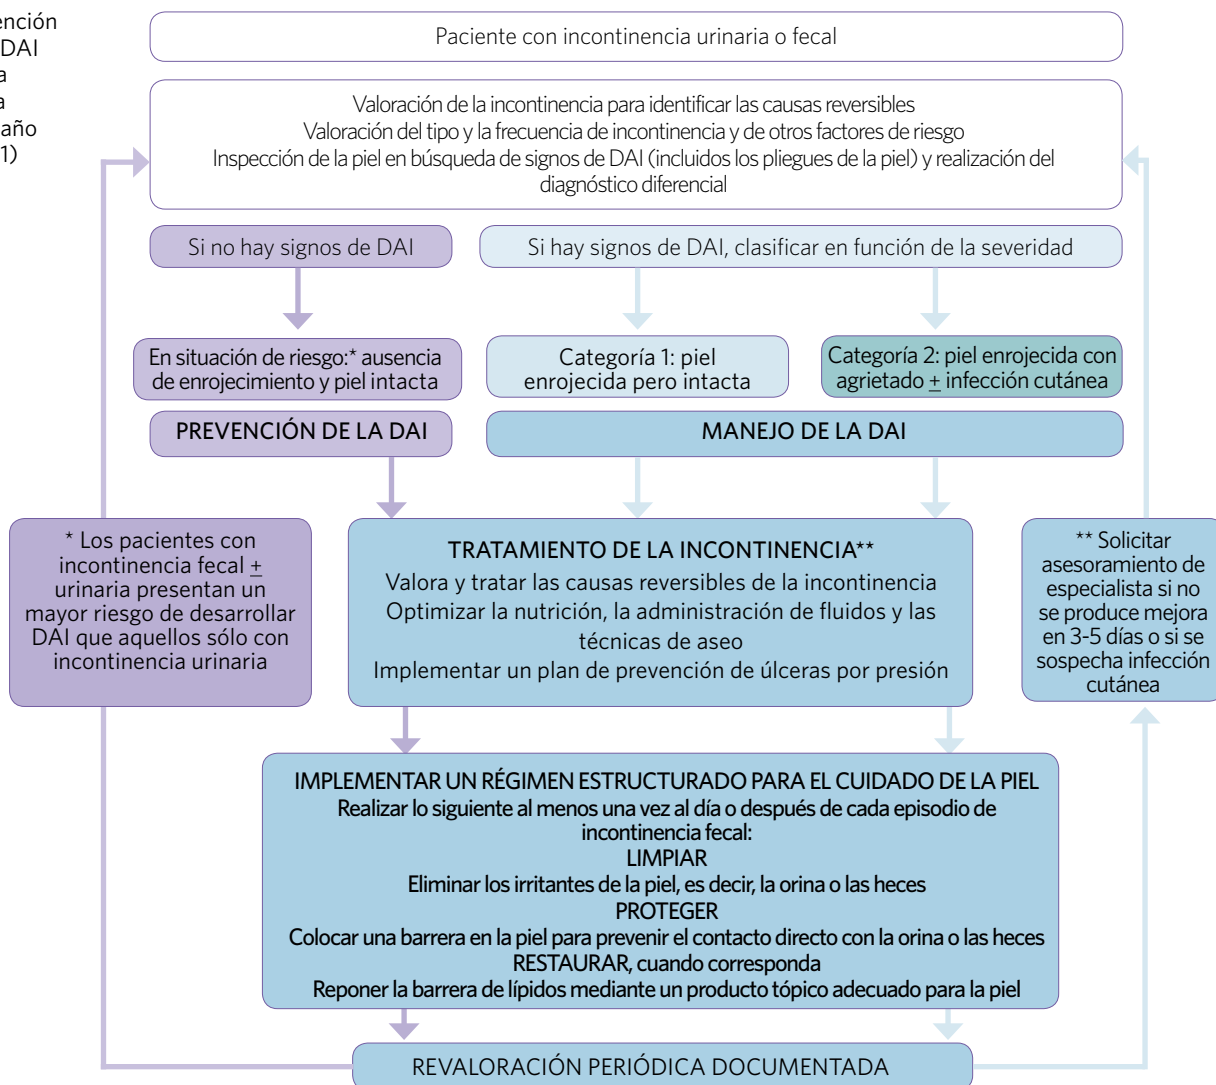 ención
DAI
a
a
año
1)
Paciente con incontinencia urinaria o fecal
Valoración de la incontinencia para identificar las causas reversibles
Valoración del tipo y la frecuencia de incontinencia y de otros factores de riesgo
Inspección de la piel en búsqueda de signos de DAI (incluidos los pliegues de la piel) y realización del
diagnóstico diferencial
Si no hay signos de DAI
Si hay signos de DAI, clasificar en función de la severidad
En situación de riesgo:* ausencia
de enrojecimiento y piel intacta
Categoría 1: piel
enrojecida pero intacta
Categoría 2: piel enrojecida con
agrietado ± infección cutánea
PREVENCIÓN DE LA DAI
MANEJO DE LA DAI
* Los pacientes con
incontinencia fecal ±
urinaria presentan un
mayor riesgo de desarrollar
DAI que aquellos sólo con
incontinencia urinaria
TRATAMIENTO DE LA INCONTINENCIA**
Valora y tratar las causas reversibles de la incontinencia
Optimizar la nutrición, la administración de fluidos y las
técnicas de aseo
Implementar un plan de prevención de úlceras por presión
** Solicitar
asesoramiento de
especialista si no
se produce mejora
en 3-5 días o si se
sospecha infección
cutánea
IMPLEMENTAR UN RÉGIMEN ESTRUCTURADO PARA EL CUIDADO DE LA PIEL
Realizar lo siguiente al menos una vez al día o después de cada episodio de
incontinencia fecal:
LIMPIAR
Eliminar los irritantes de la piel, es decir, la orina o las heces
PROTEGER
Colocar una barrera en la piel para prevenir el contacto directo con la orina o las heces
RESTAURAR, cuando corresponda
Reponer la barrera de lípidos mediante un producto tópico adecuado para la piel
REVALORACIÓN PERIÓDICA DOCUMENTADA